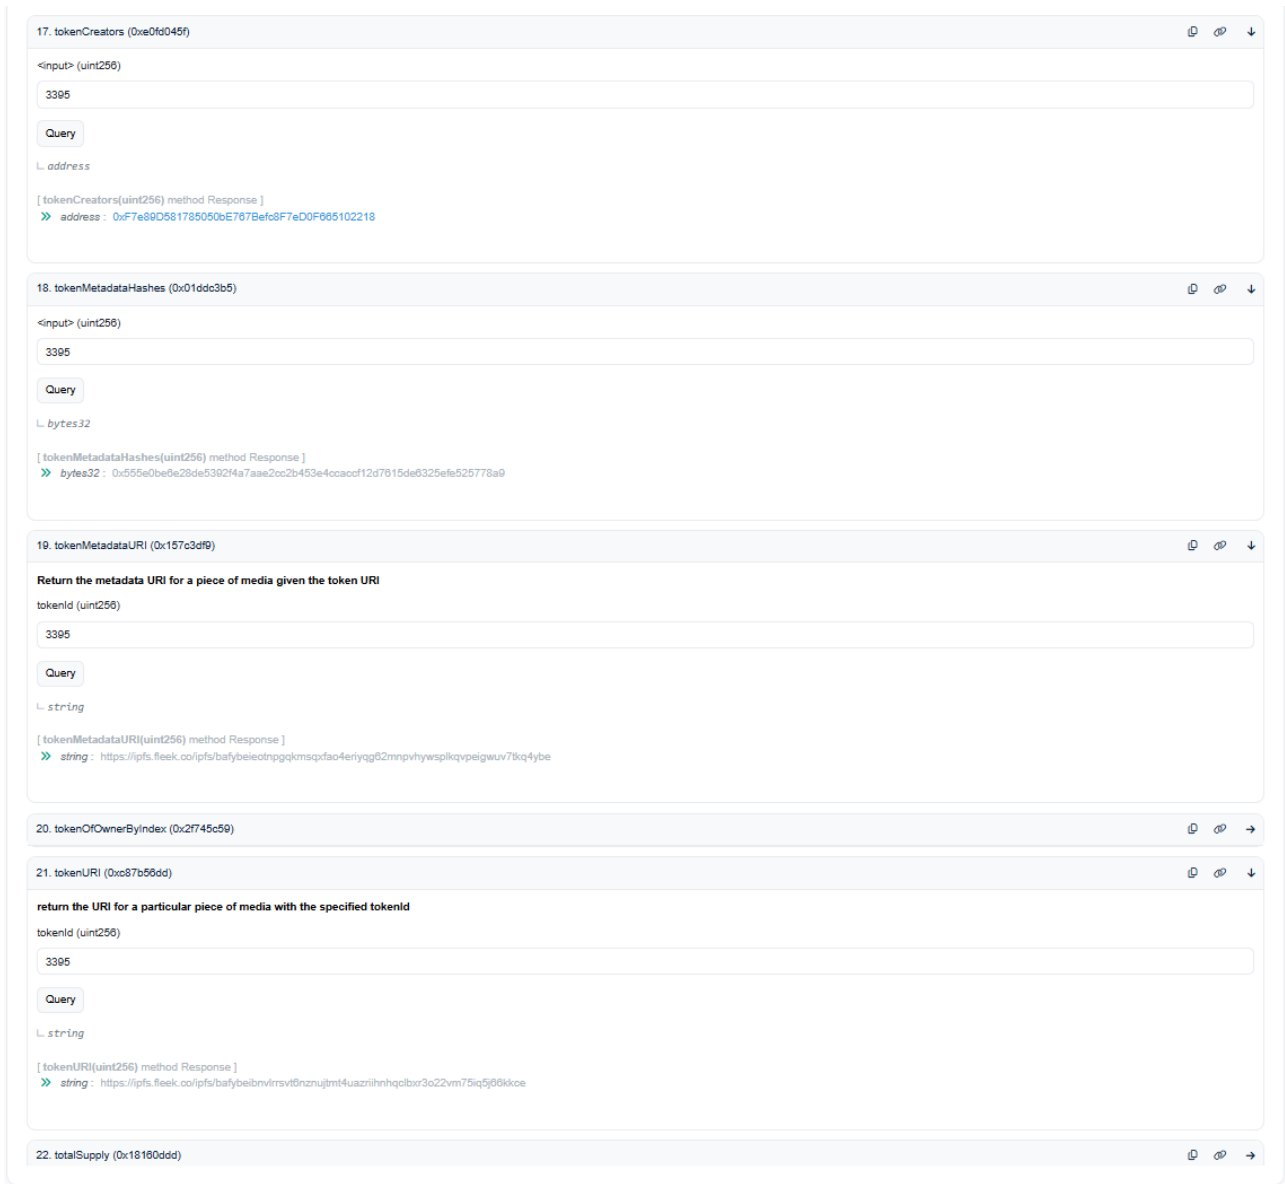 17. tokenCreators (0xe0fd045f)
<input> (uint256)
3395
Query
address
[ tokenCreators(uint256) method Response ]
address : 0xF7e89D581785050bE767Befc8F7eD0F665102218
18. tokenMetadataHashes (0x01ddc3b5)
<input> (uint256)
3395
Query
bytes32
[ tokenMetadataHashes(uint256) method Response ]
bytes32 : 0x555e0be6e28de5392f4a7aae2cc2b453e4ccaccf12d7615de6325efe525778a9
19. tokenMetadataURI (0x157c3df9)
Return the metadata URI for a piece of media given the token URI
tokenId (uint256)
3395
Query
string
[ tokenMetadataURI(uint256) method Response ]
string : https://ipfs.fleek.co/ipfs/bafybeieotnpgqkmsqxfao4eriyqg62mnpvhywsplkqvpeigwuv7tkq4ybe
20. tokenOfOwnerByIndex (0x2f745c59)
21. tokenURI (0xc87b56dd)
return the URI for a particular piece of media with the specified tokenId
tokenId (uint256)
3395
Query
string
[ tokenURI(uint256) method Response ]
string : https://ipfs.fleek.co/ipfs/bafybeibnvlrrsvt6nznujtmt4uazriihnhqclbxr3o22vm75iq5j66kkce
22. totalSupply (0x18160ddd)